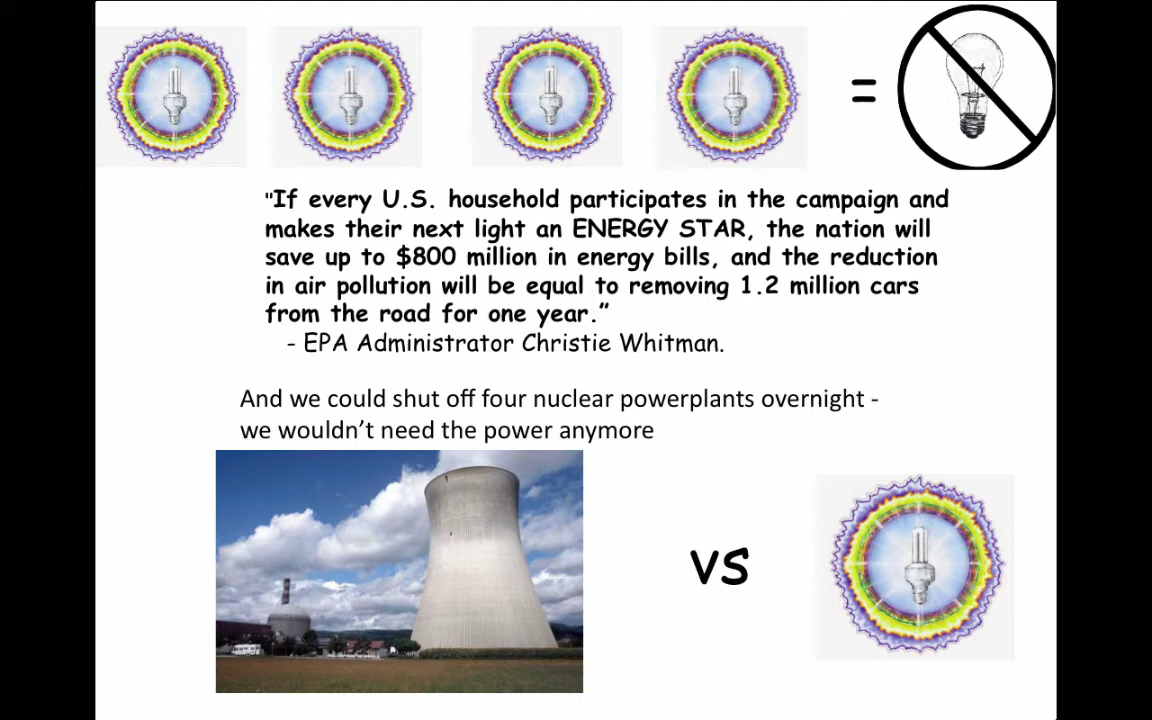 =
"If every U.S. household participates in the campaign and
makes their next light an ENERGY STAR, the nation will
save up to $800 million in energy bills, and the reduction
in air pollution will be equal to removing 1.2 million cars
from the road for one year.”
- EPA Administrator Christie Whitman.
And we could shut off four nuclear powerplants overnight -
we wouldn’t need the power anymore
vs